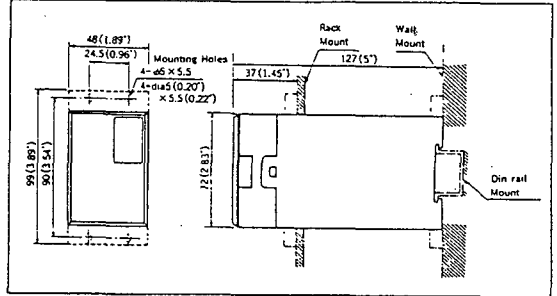 48 (1.89")
24.5(0.96")
Mounting Holes
4-ø5 × 5.5
4-dia5 (0.20")
× 5.5 (0.22")
99(3.89")
90(3.54")
Rack
Mount
Wall
Mount
127(5")
37 (1.45")
72(2.83")
Din rail
Mount